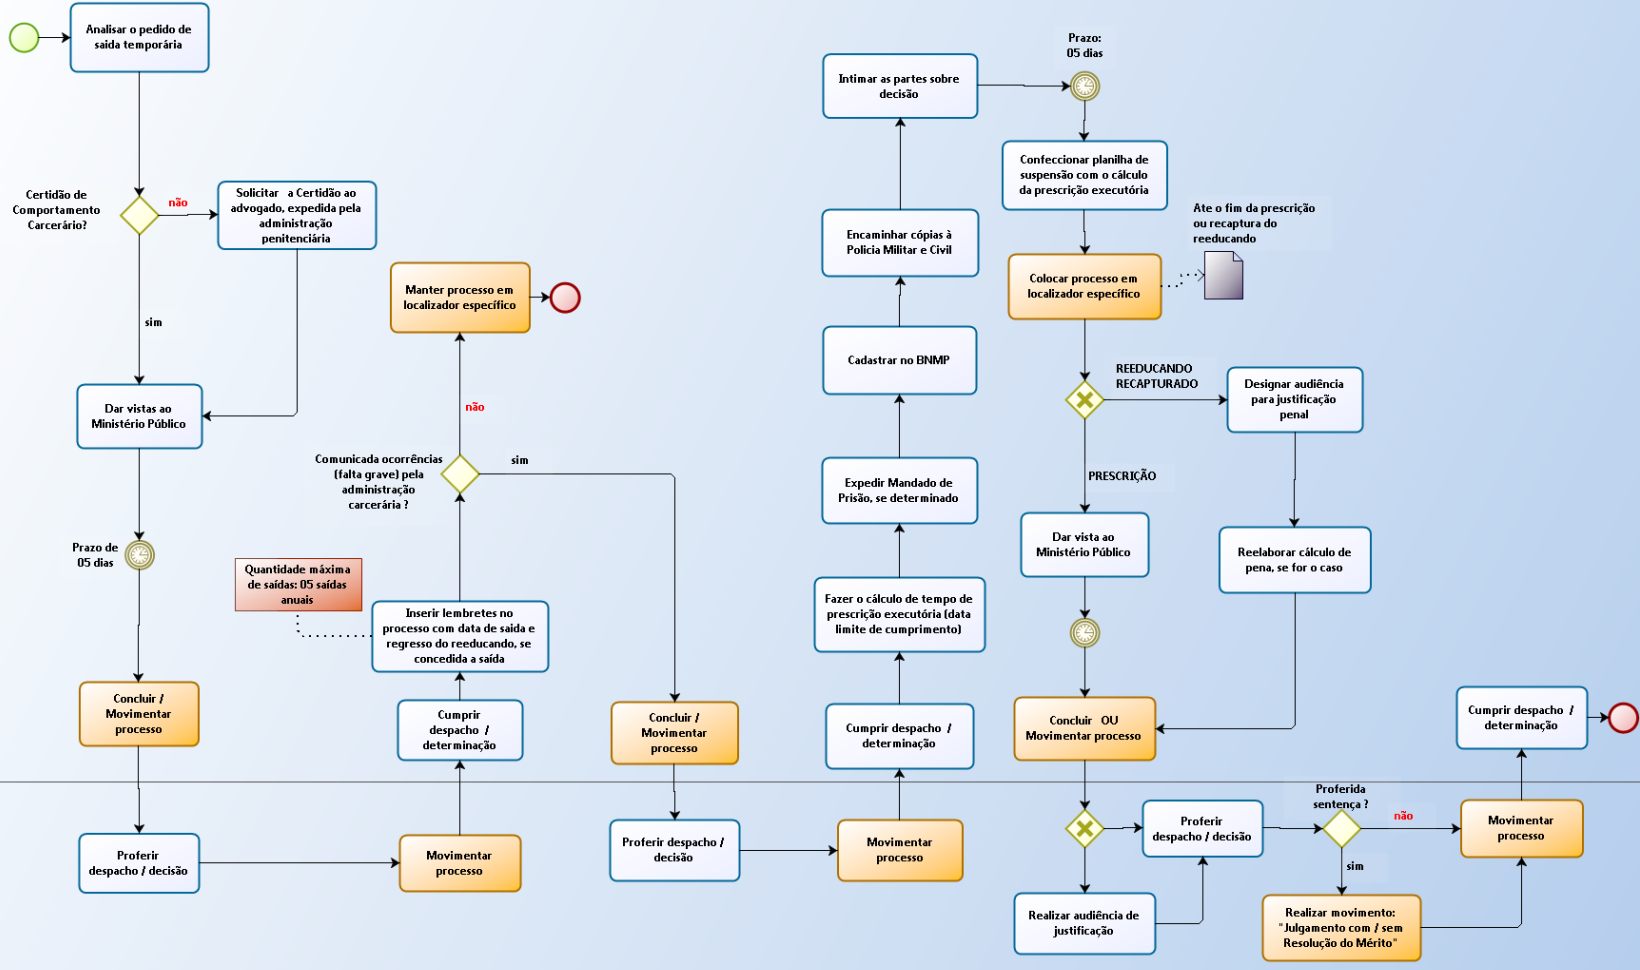 Analisar o pedido de
saida temporária
Certidão de
Comportamento
Carcerário?
não
Solicitar a Certidão ao
advogado, expedida pela
administração
penitenciária
sim
Dar vistas ao
Ministério Público
Prazo de
05 dias
Concluir /
Movimentar
processo
Proferir
despacho / decisão
Movimentar
processo
Cumprir
despacho /
determinação
Quantidade máxima
de saídas: 05 saídas
anuais
Inserir lembretes no
processo com data de saida e
regresso do reeducando, se
concedida a saída
Comunicada ocorrências
(falta grave) pela
administração
carcerária ?
não
Manter processo em
localizador específico
sim
Concluir /
Movimentar
processo
Proferir despacho /
decisão
Movimentar
processo
Cumprir despacho /
determinação
Fazer o cálculo de tempo de
prescrição executória (data
limite de cumprimento)
Expedir Mandado de
Prisão, se determinado
Cadastrar no BNMP
Encaminhar cópias à
Policia Militar e Civil
Intimar as partes sobre
decisão
Prazo:
05 dias
Confeccionar planilha de
suspensão com o cálculo
da prescrição executória
Colocar processo em
localizador específico
Ate o fim da prescrição
ou recaptura do
reeducando
REEDUCANDO
RECAPTURADO
Designar audiência
para justificação
penal
Reelaborar cálculo de
pena, se for o caso
PRESCRIÇÃO
Dar vista ao
Ministério Público
Concluir OU
Movimentar processo
Proferir
despacho / decisão
Realizar audiência de
justificação
Proferida
sentença ?
não
sim
Realizar movimento:
"Julgamento com / sem
Resolução do Mérito"
Movimentar
processo
Cumprir despacho /
determinação